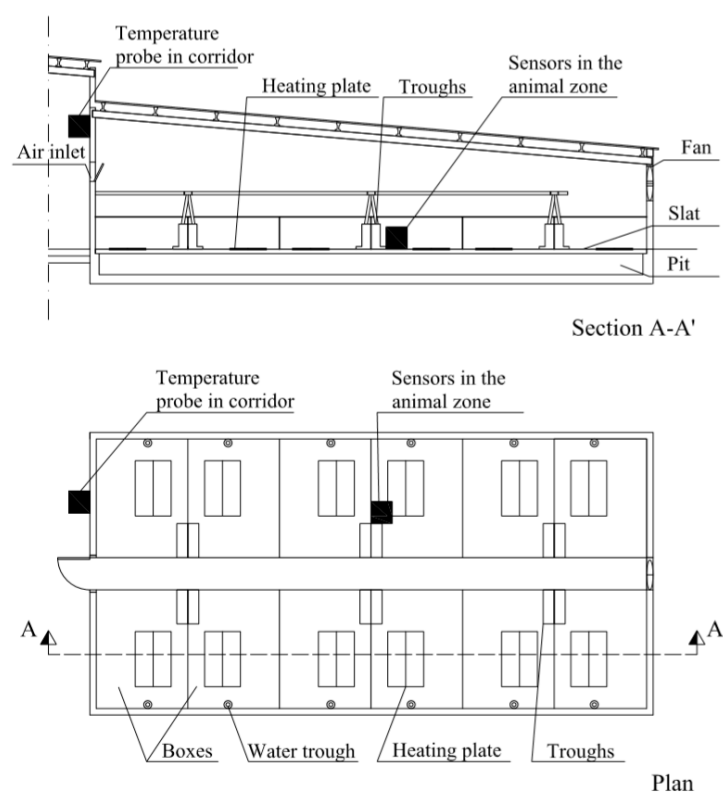 Temperature
probe in corridor
Heating plate
Troughs
Sensors in the
animal zone
Air inlet
Fan
Slat
Pit
Section A-A'
Temperature
probe in corridor
Sensors in the
animal zone
A
A
Boxes
Water trough
Heating plate
Troughs
Plan